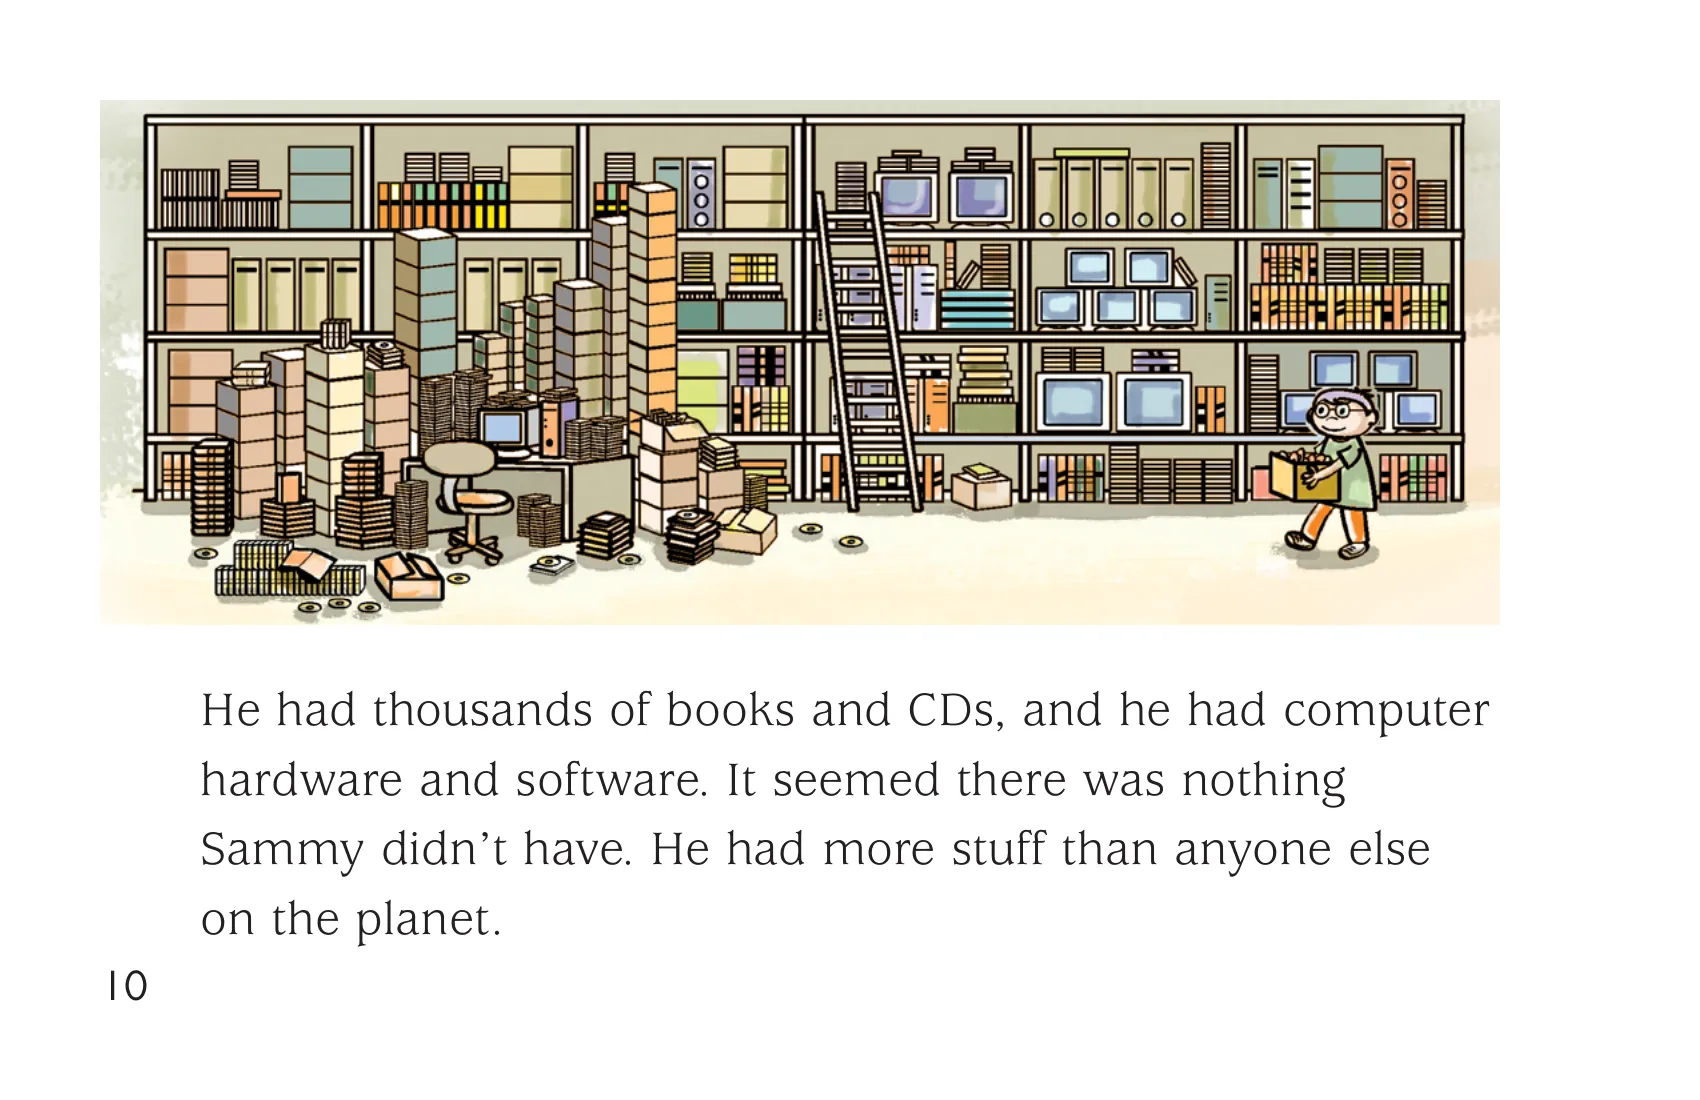 He had thousands of books and CDs, and he had computer
hardware and software. It seemed there was nothing
Sammy didn’t have. He had more stuff than anyone else
on the planet.
10